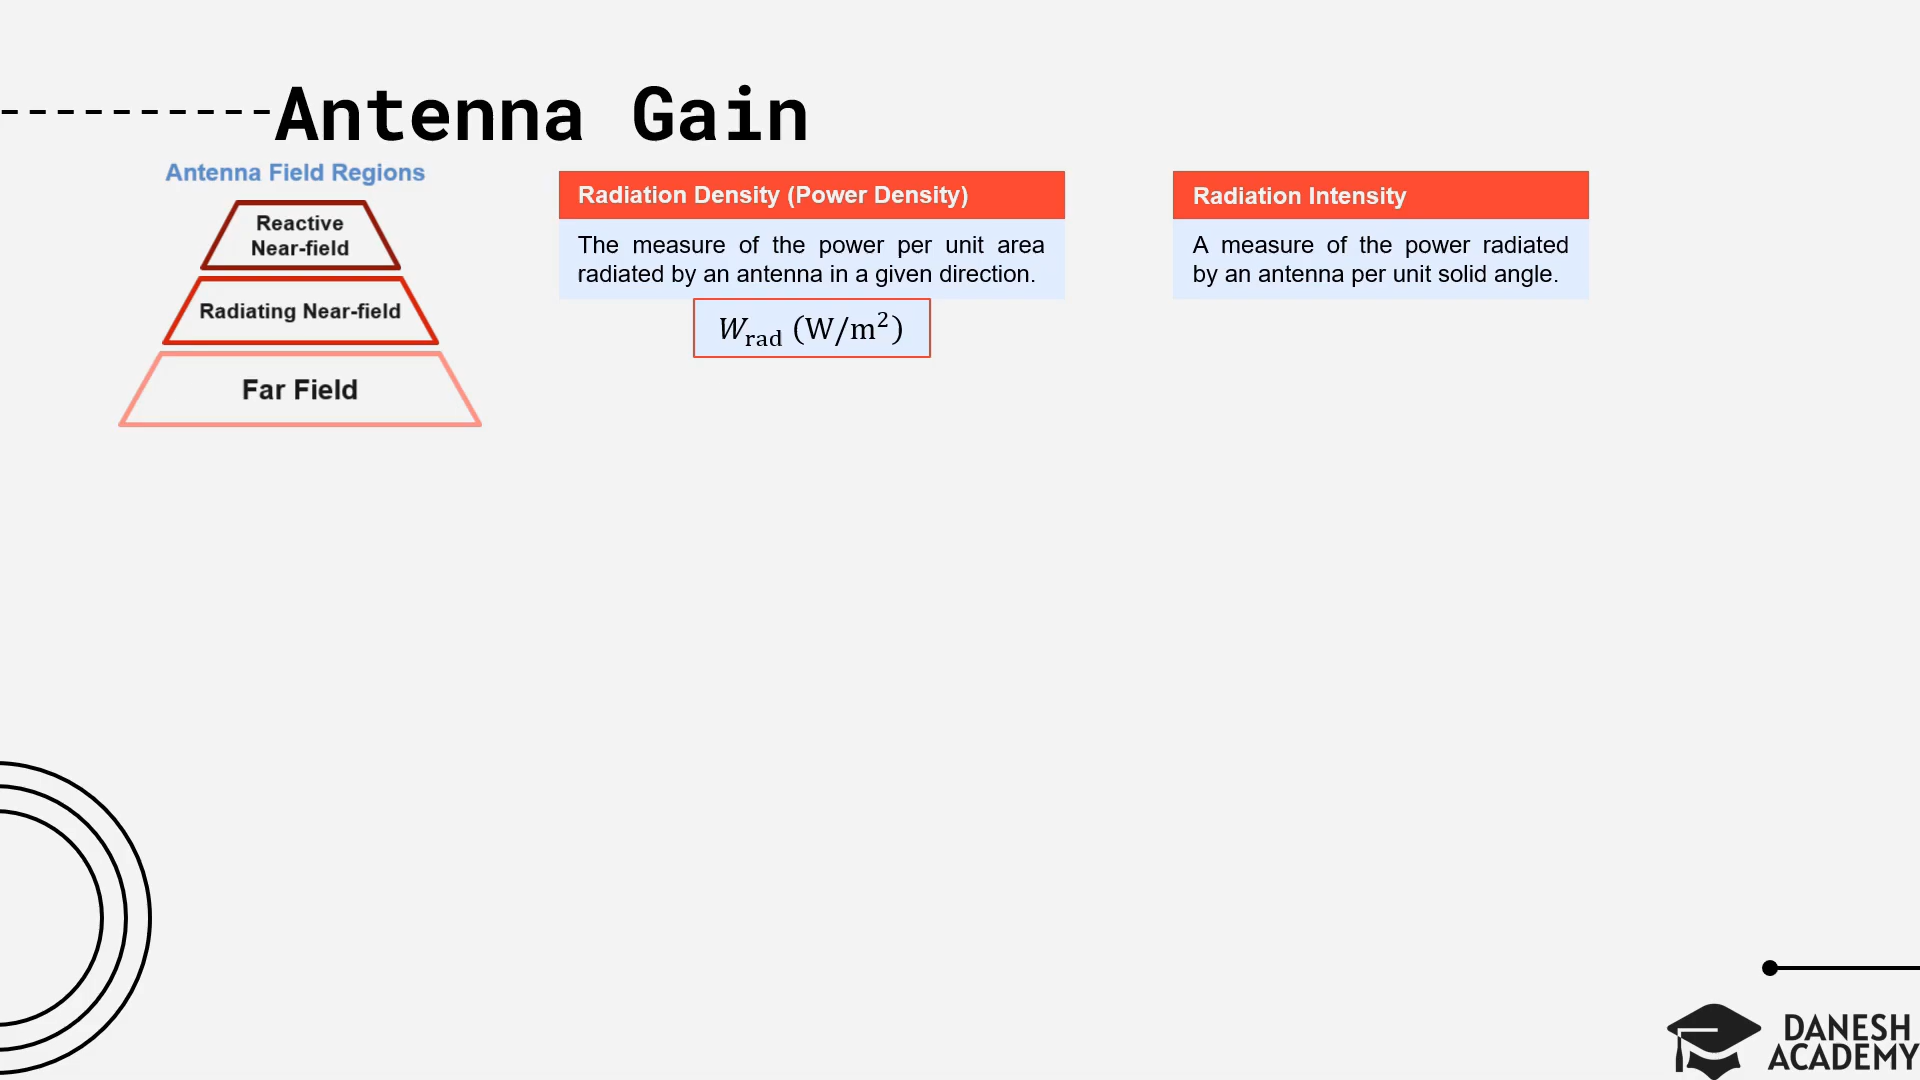 Antenna Gain
Antenna Field Regions
Reactive
Near-field
Radiating Near-field
Far Field
Radiation Density (Power Density)
The measure of the power per unit area
radiated by an antenna in a given direction.
W_rad (W/m²)
Radiation Intensity
A measure of the power radiated
by an antenna per unit solid angle.
DANESH
ACADEMY